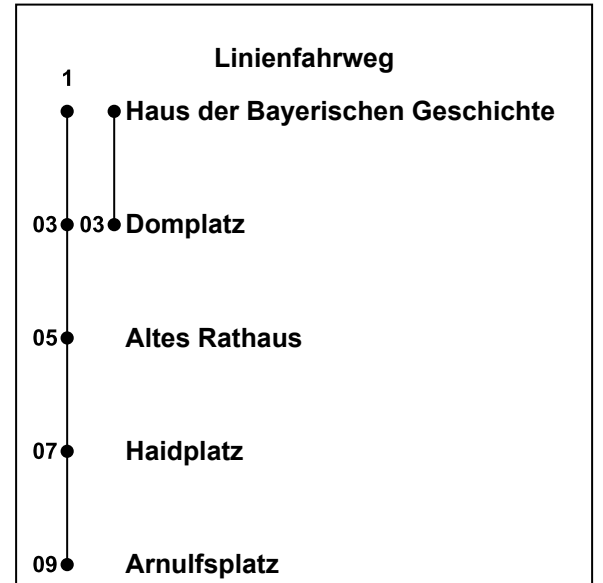 Linienfahrweg
1
Haus der Bayerischen Geschichte
03 03 Domplatz
05 Altes Rathaus
07 Haidplatz
09 Arnulfsplatz